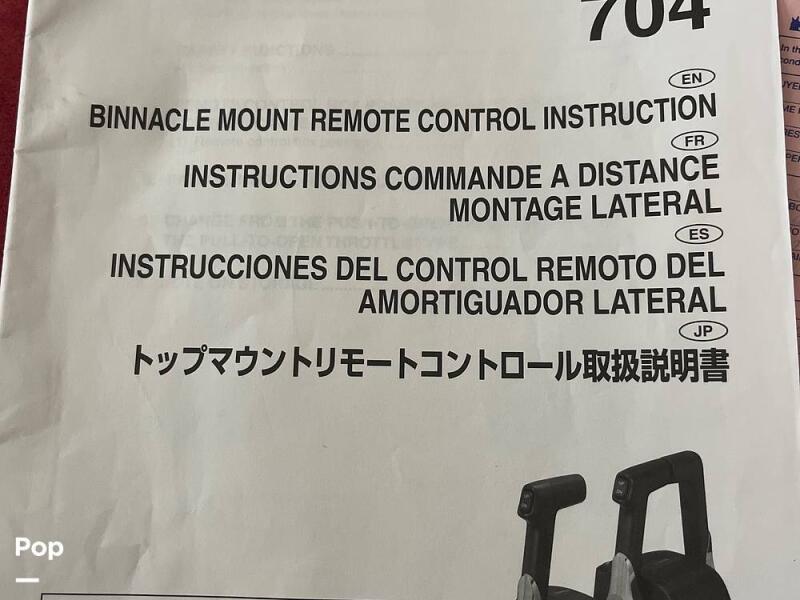 704
EN
BINNACLE MOUNT REMOTE CONTROL INSTRUCTION
FR
INSTRUCTIONS COMMANDE A DISTANCE
MONTAGE LATERAL
ES
INSTRUCCIONES DEL CONTROL REMOTO DEL
AMORTIGUADOR LATERAL
JP
トップマウントリモートコントロール取扱説明書
In th
Pop